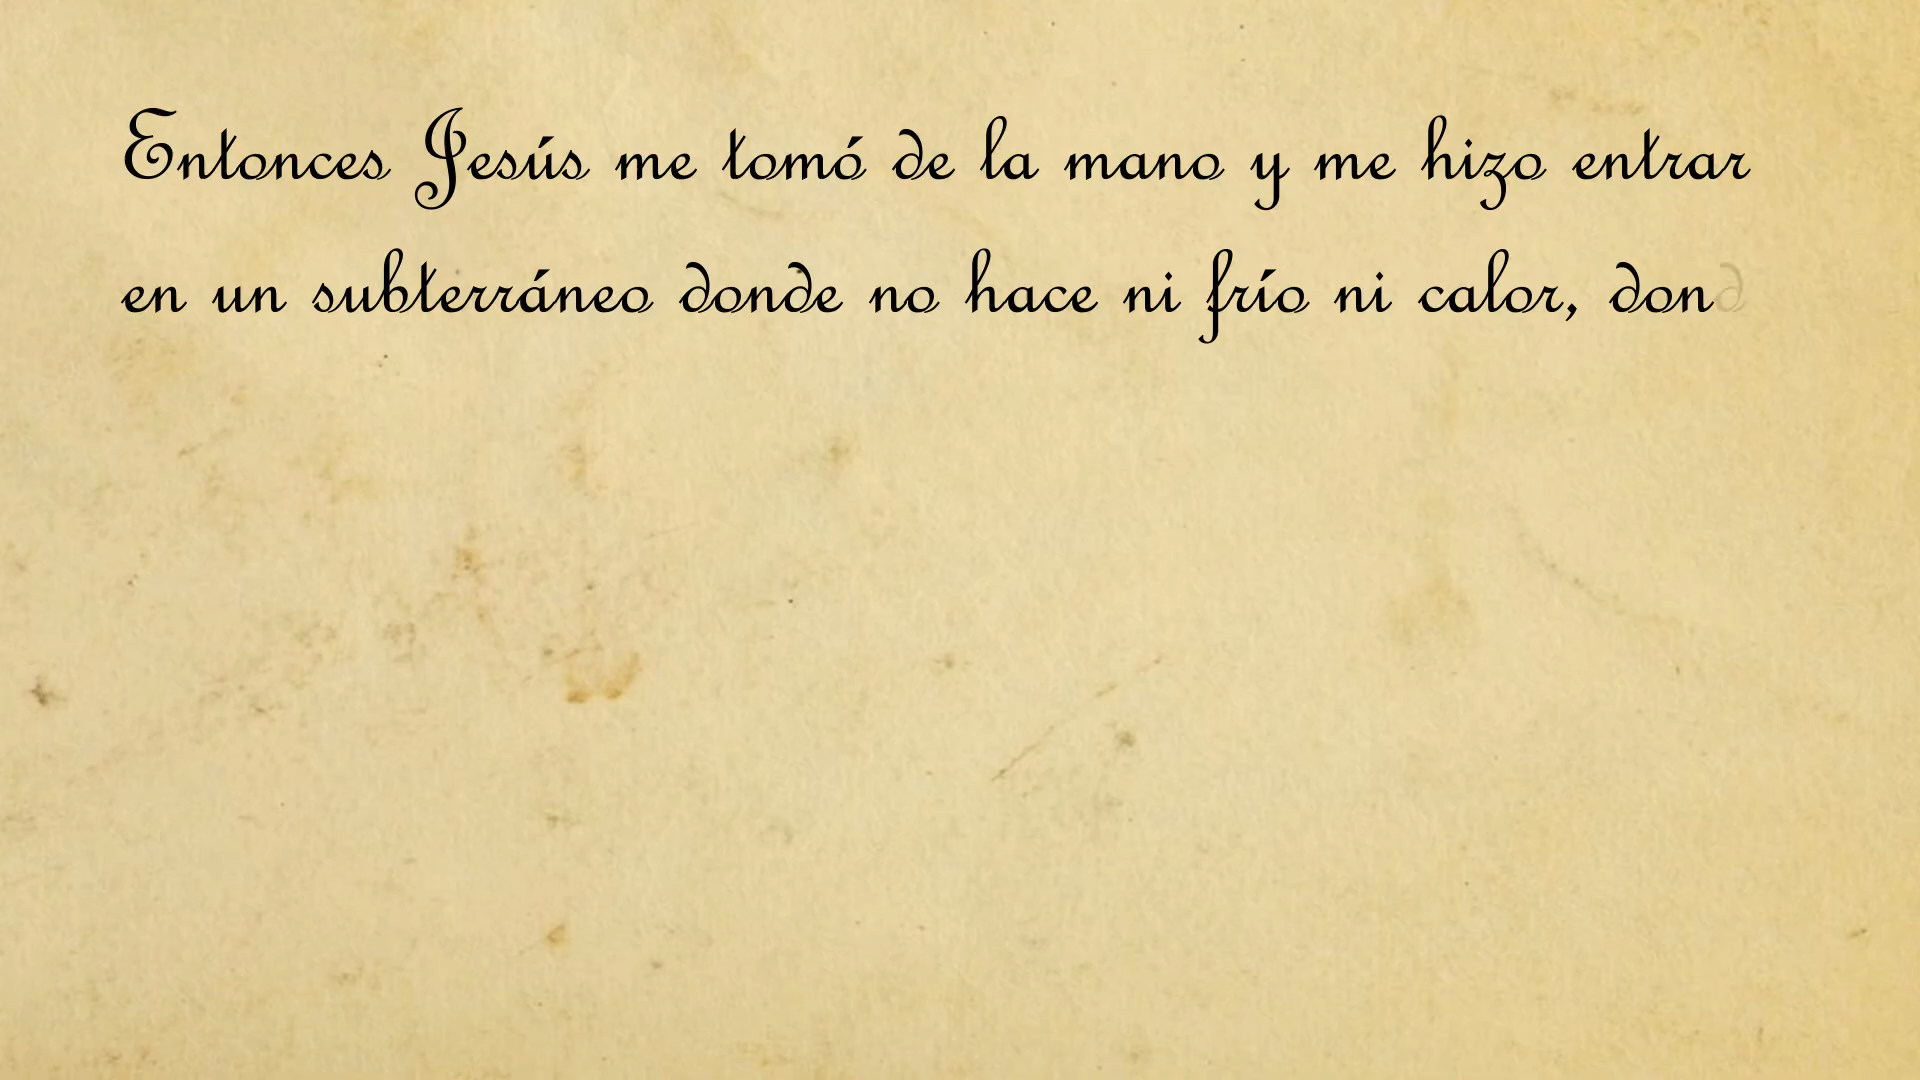 Entonces Jesús me tomó de la mano y me hizo entrar
en un subterráneo donde no hace ni frío ni calor, dond